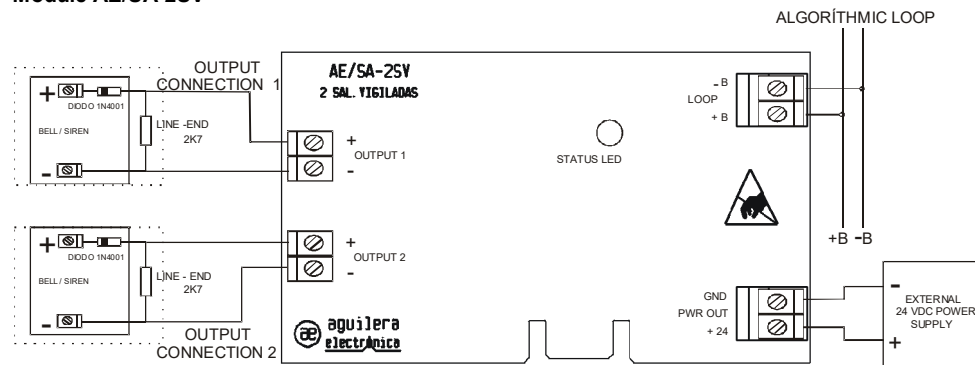 Módulo AE/SA-2SV
ALGORÍTHMIC LOOP
OUTPUT
CONNECTION 1
+
DIODO 1N4001
BELL / SIREN
LINE -END
2K7
-
AE/SA-2SV
2 SAL. VIGILADAS
+
OUTPUT 1
-
STATUS LED
- B
LOOP
+ B
+B -B
+
DIODO 1N4001
BELL / SIREN
LINE - END
2K7
-
+
OUTPUT 2
-
OUTPUT
CONNECTION 2
ae aguilera
electrónica
GND
PWR OUT
+ 24
-
EXTERNAL
24 VDC POWER
SUPPLY
+